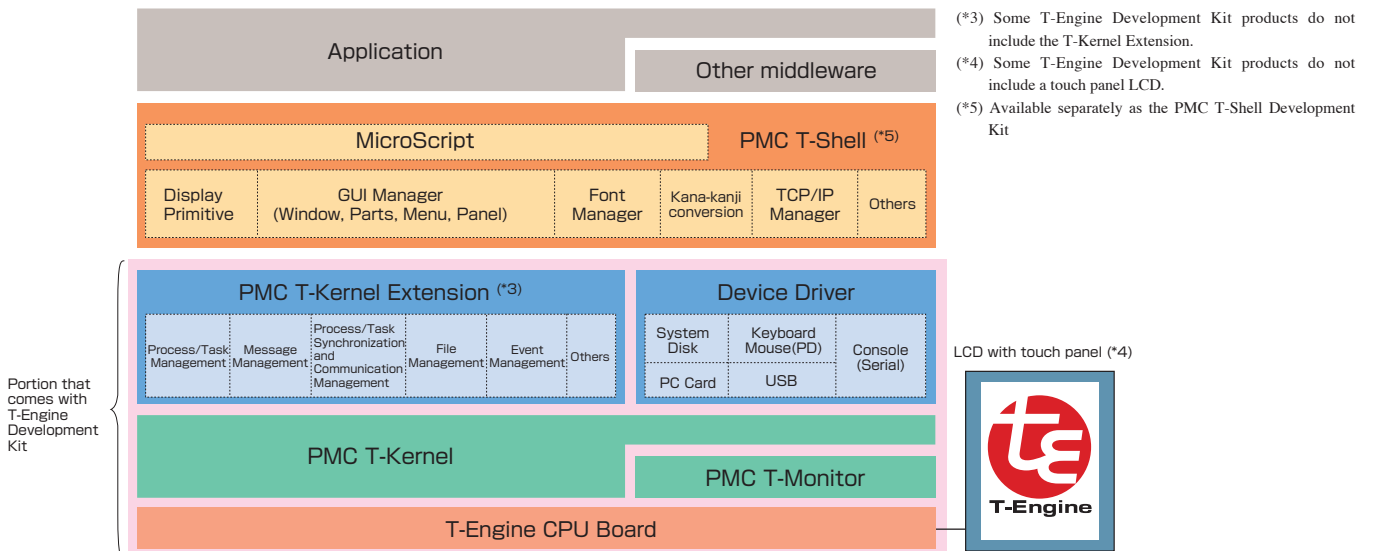 Application
Other middleware
(*3) Some T-Engine Development Kit products do not
include the T-Kernel Extension.
(*4) Some T-Engine Development Kit products do not
include a touch panel LCD.
(*5) Available separately as the PMC T-Shell Development
Kit
MicroScript
PMC T-Shell (*5)
Display
Primitive
GUI Manager
(Window, Parts, Menu, Panel)
Font
Manager
Kana-kanji
conversion
TCP/IP
Manager
Others
Portion that
comes with
T-Engine
Development
Kit
PMC T-Kernel Extension (*3)
Process/Task
Management
Message
Management
Process/Task
Synchronization
and
Communication
Management
File
Management
Event
Management
Others
Device Driver
System
Disk
Keyboard
Mouse(PD)
Console
(Serial)
PC Card
USB
PMC T-Kernel
PMC T-Monitor
T-Engine CPU Board
LCD with touch panel (*4)
T-Engine